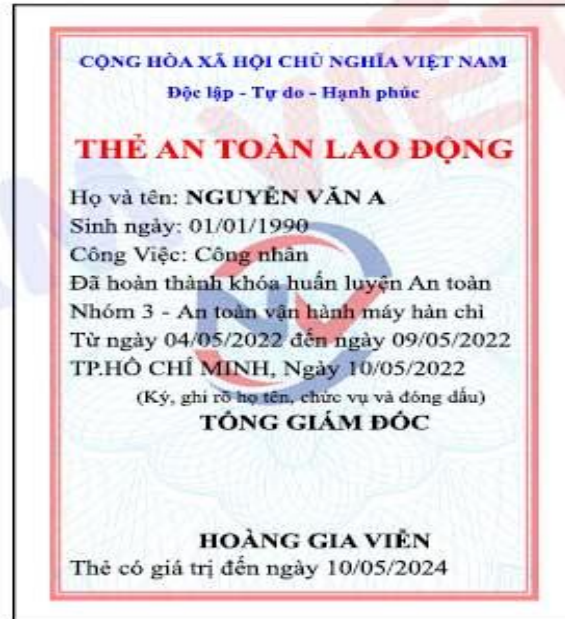 CỘNG HÒA XÃ HỘI CHỦ NGHĨA VIỆT NAM
Độc lập - Tự do - Hạnh phúc
THẺ AN TOÀN LAO ĐỘNG
Họ và tên: NGUYỄN VĂN A
Sinh ngày: 01/01/1990
Công Việc: Công nhân
Đã hoàn thành khóa huấn luyện An toàn
Nhóm 3 - An toàn vận hành máy hàn chì
Từ ngày 04/05/2022 đến ngày 09/05/2022
TP.HỒ CHÍ MINH, Ngày 10/05/2022
(Ký, ghi rõ họ tên, chức vụ và đóng dấu)
TỔNG GIÁM ĐỐC
HOÀNG GIA VIỄN
Thẻ có giá trị đến ngày 10/05/2024